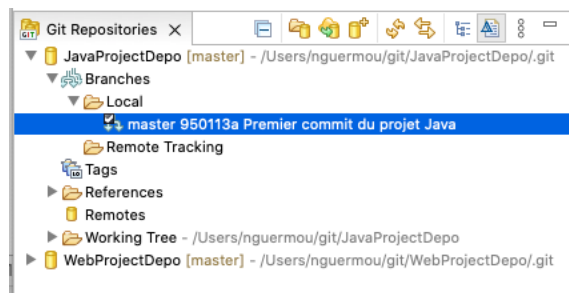 Git Repositories
JavaProjectDepo [master] - /Users/nguermou/git/JavaProjectDepo/.git
Branches
Local
master 950113a Premier commit du projet Java
Remote Tracking
Tags
References
Remotes
Working Tree - /Users/nguermou/git/JavaProjectDepo
WebProjectDepo [master] - /Users/nguermou/git/WebProjectDepo/.git